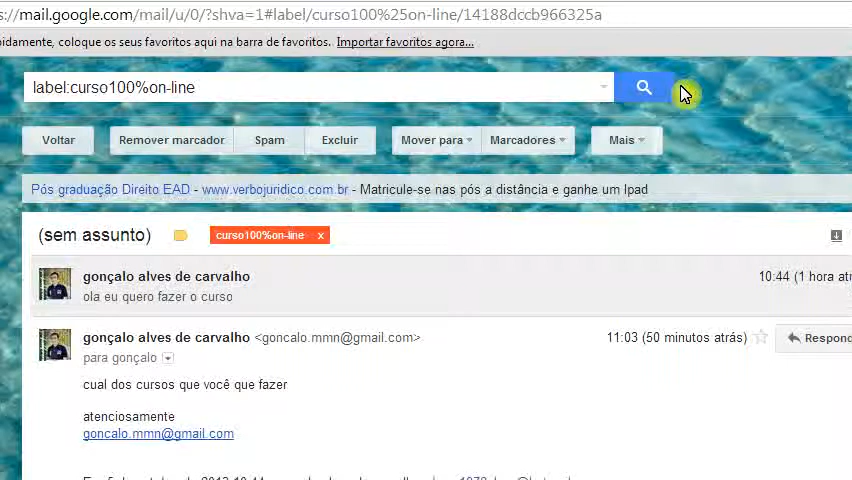 s://mail.google.com/mail/u/0/?shva=1#label/curso100%25on-line/14188dccb966325a
pidamente, coloque os seus favoritos aqui na barra de favoritos. Importar favoritos agora...
label:curso100%on-line
Voltar Remover marcador Spam Excluir Mover para Marcadores Mais
Pós graduação Direito EAD - www.verbojuridico.com.br - Matricule-se nas pós a distância e ganhe um Ipad
(sem assunto) curso100%on-line x
gonçalo alves de carvalho 10:44 (1 hora atr
ola eu quero fazer o curso
gonçalo alves de carvalho <goncalo.mmn@gmail.com> 11:03 (50 minutos atrás) Respond
para gonçalo
cual dos cursos que você que fazer
atenciosamente
goncalo.mmn@gmail.com